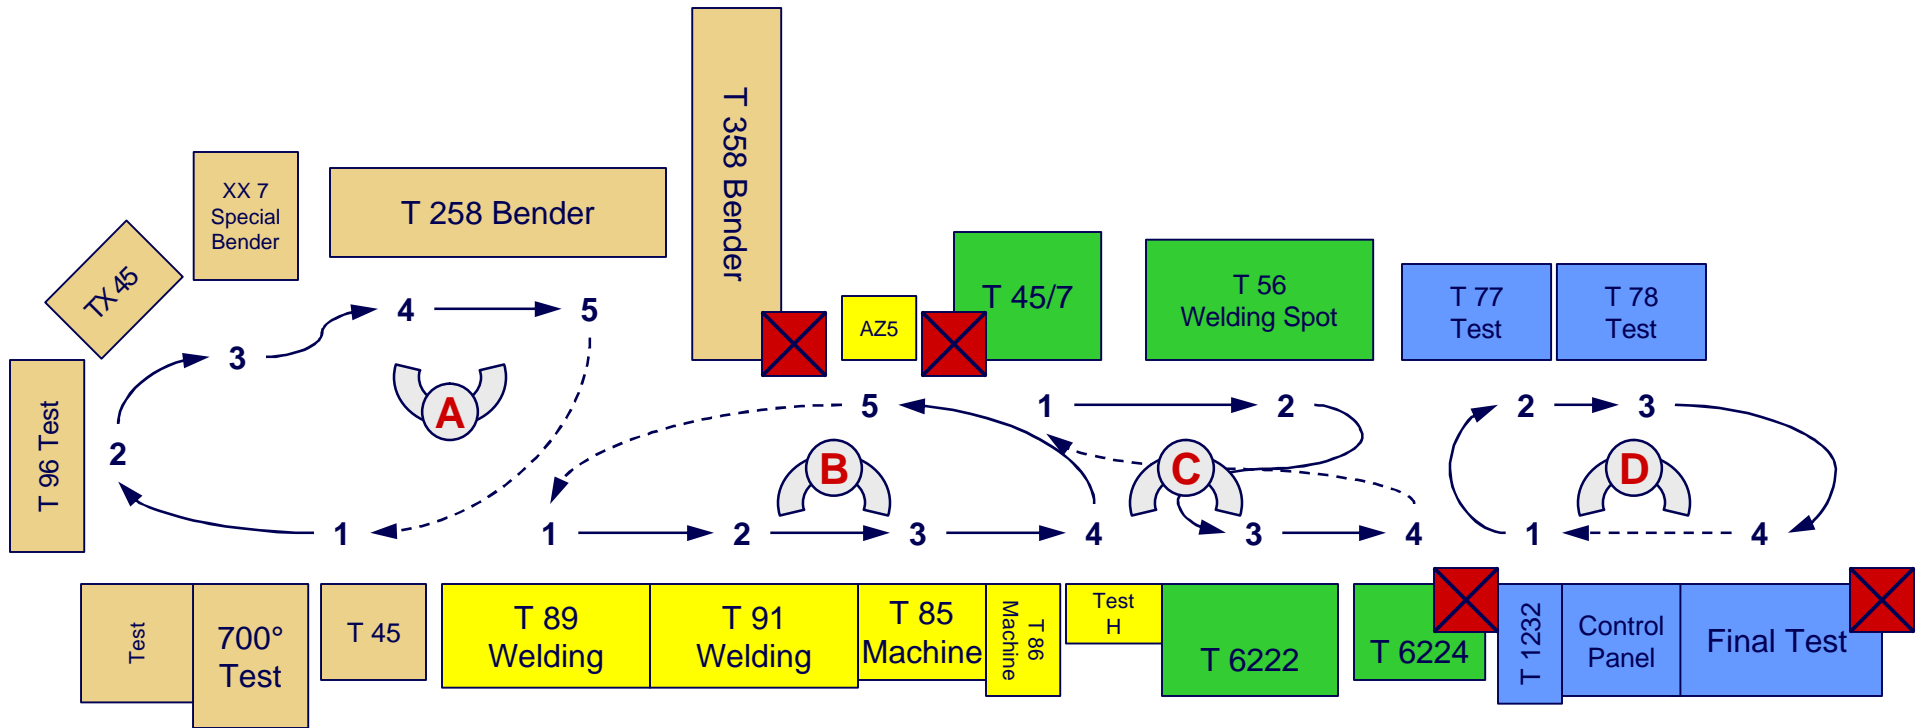 T 358 Bender
XX 7
Special
Bender
T 258 Bender
TX 45
T 45/7
T 56
Welding Spot
T 77
Test
T 78
Test
AZ5
4
5
3
T 96 Test
2
A
5
1
2
2
3
B
C
D
1
1
2
3
4
3
4
1
4
Test
700°
Test
T 45
T 89
Welding
T 91
Welding
T 85
Machine
T 86
Machine
Test
H
T 6222
T 6224
T 1232
Control
Panel
Final Test